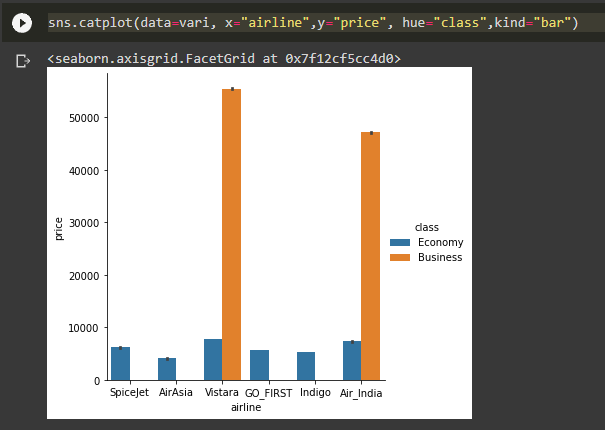 sns.catplot(data=vari, x="airline",y="price", hue="class",kind="bar")
<seaborn.axisgrid.FacetGrid at 0x7f12cf5cc4d0>
50000
40000
30000
20000
10000
0
price
SpiceJet AirAsia Vistara GO_FIRST Indigo Air_India
airline
class
Economy
Business